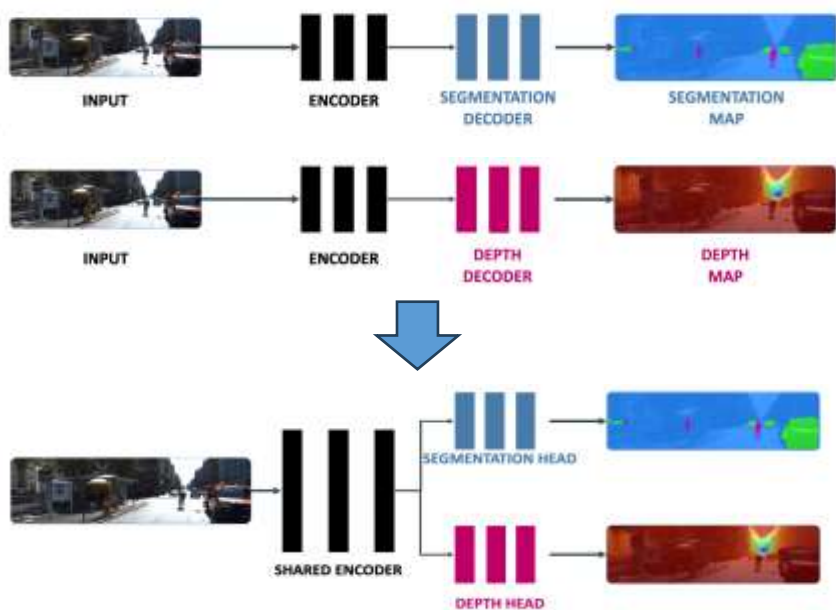 INPUT
ENCODER
SEGMENTATION
DECODER
SEGMENTATION
MAP
INPUT
ENCODER
DEPTH
DECODER
DEPTH
MAP
SEGMENTATION HEAD
SHARED ENCODER
DEPTH HEAD